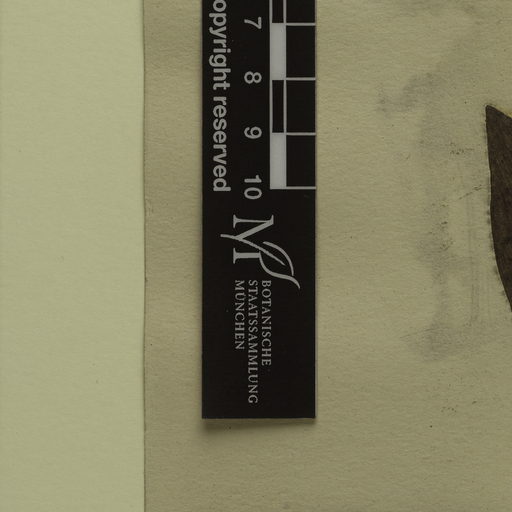 opyright reserved
7
8
9
10
M
BOTANISCHE
STAATSSAMMLUNG
MÜNCHEN